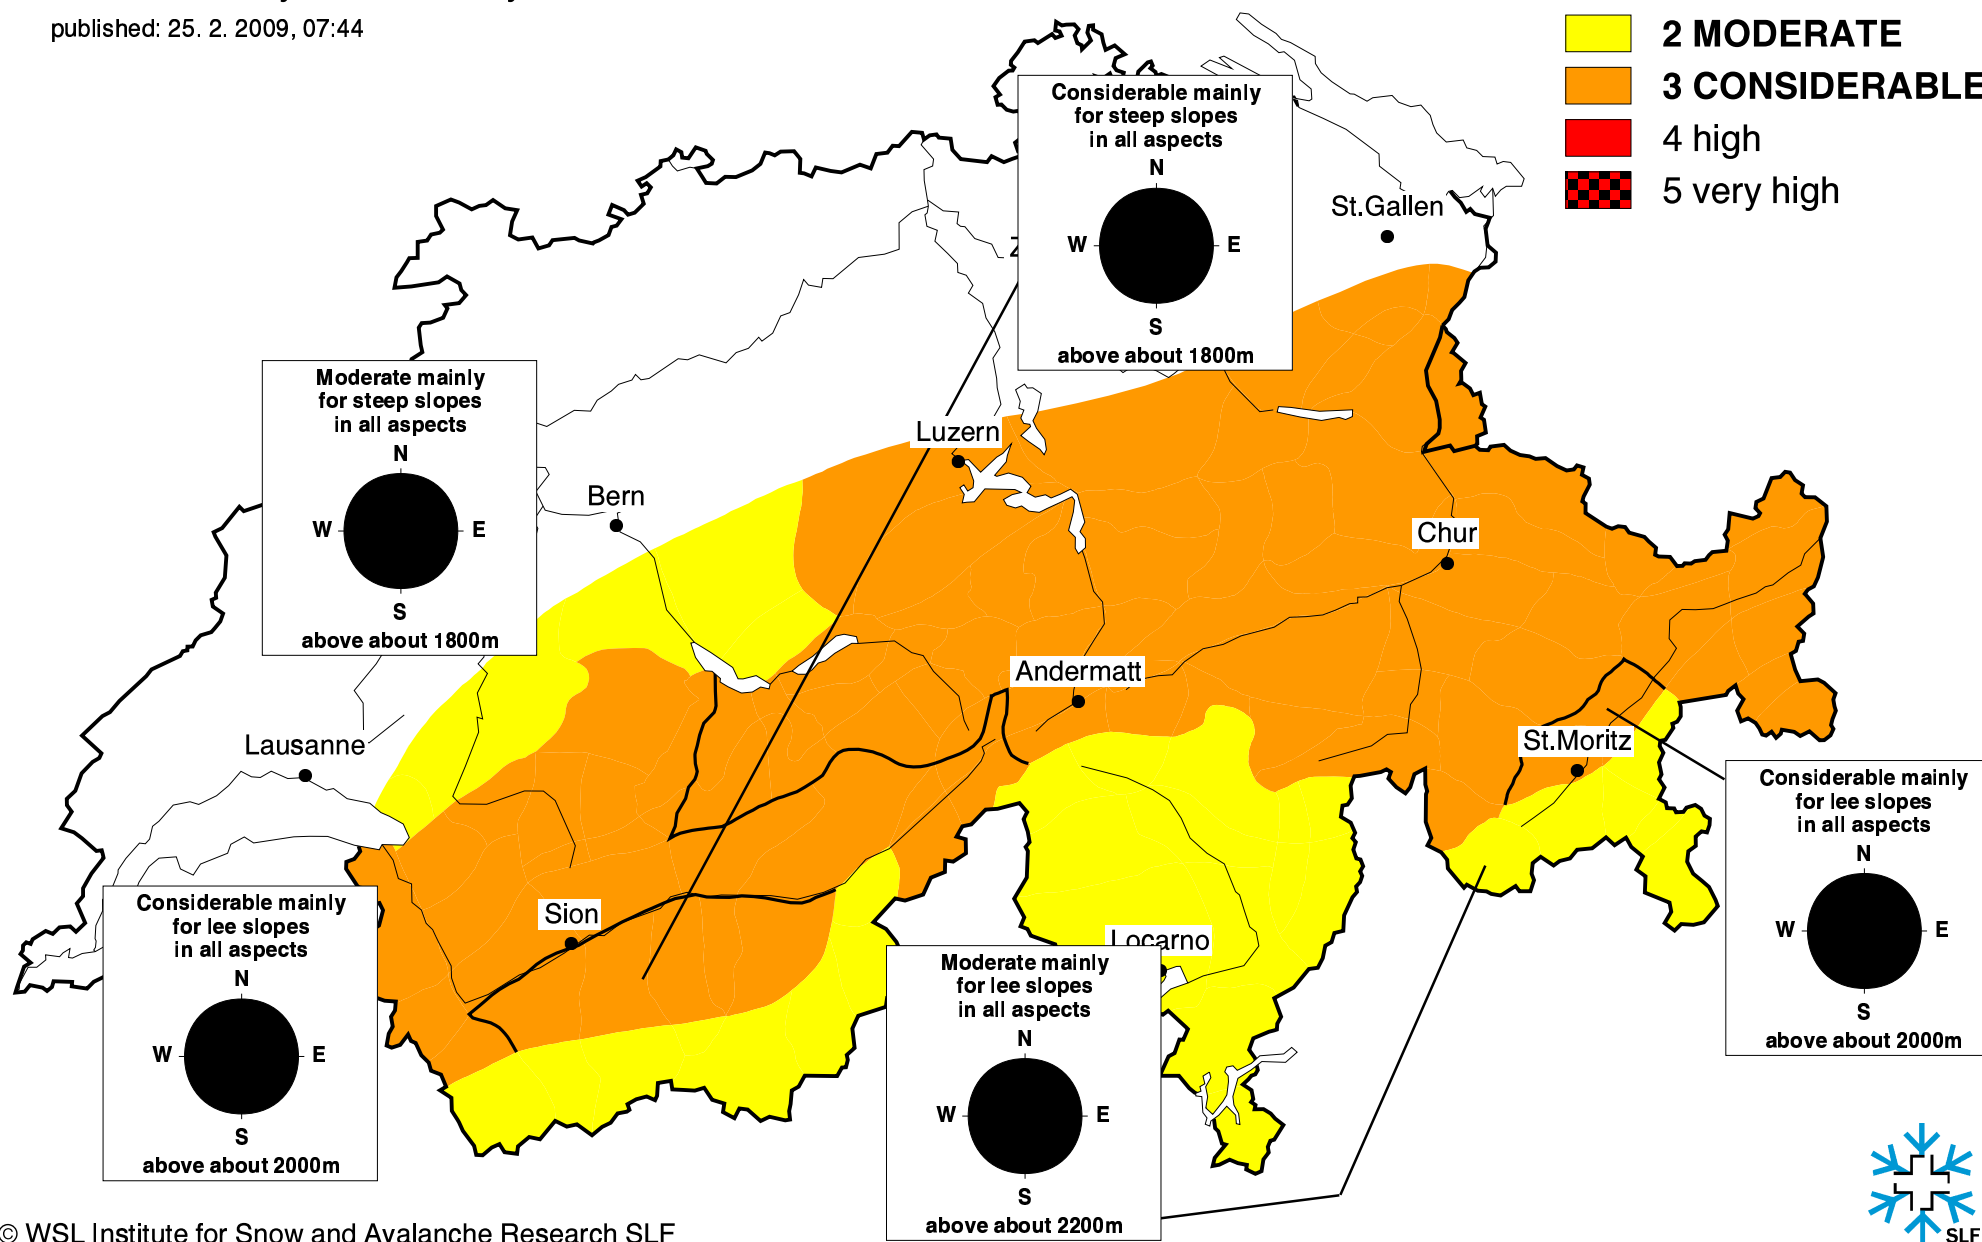 published: 25. 2. 2009, 07:44
2 MODERATE
3 CONSIDERABLE
4 high
5 very high
Considerable mainly
for steep slopes
in all aspects
N
W E
S
above about 1800m
St.Gallen
Moderate mainly
for steep slopes
in all aspects
N
W E
S
above about 1800m
Luzern
Bern
Chur
Andermatt
Lausanne
St.Moritz
Considerable mainly
for lee slopes
in all aspects
N
W E
S
above about 2000m
Sion
Considerable mainly
for lee slopes
in all aspects
N
W E
S
above about 2000m
Locarno
Moderate mainly
for lee slopes
in all aspects
N
W E
S
above about 2200m
© WSL Institute for Snow and Avalanche Research SLF
SLF